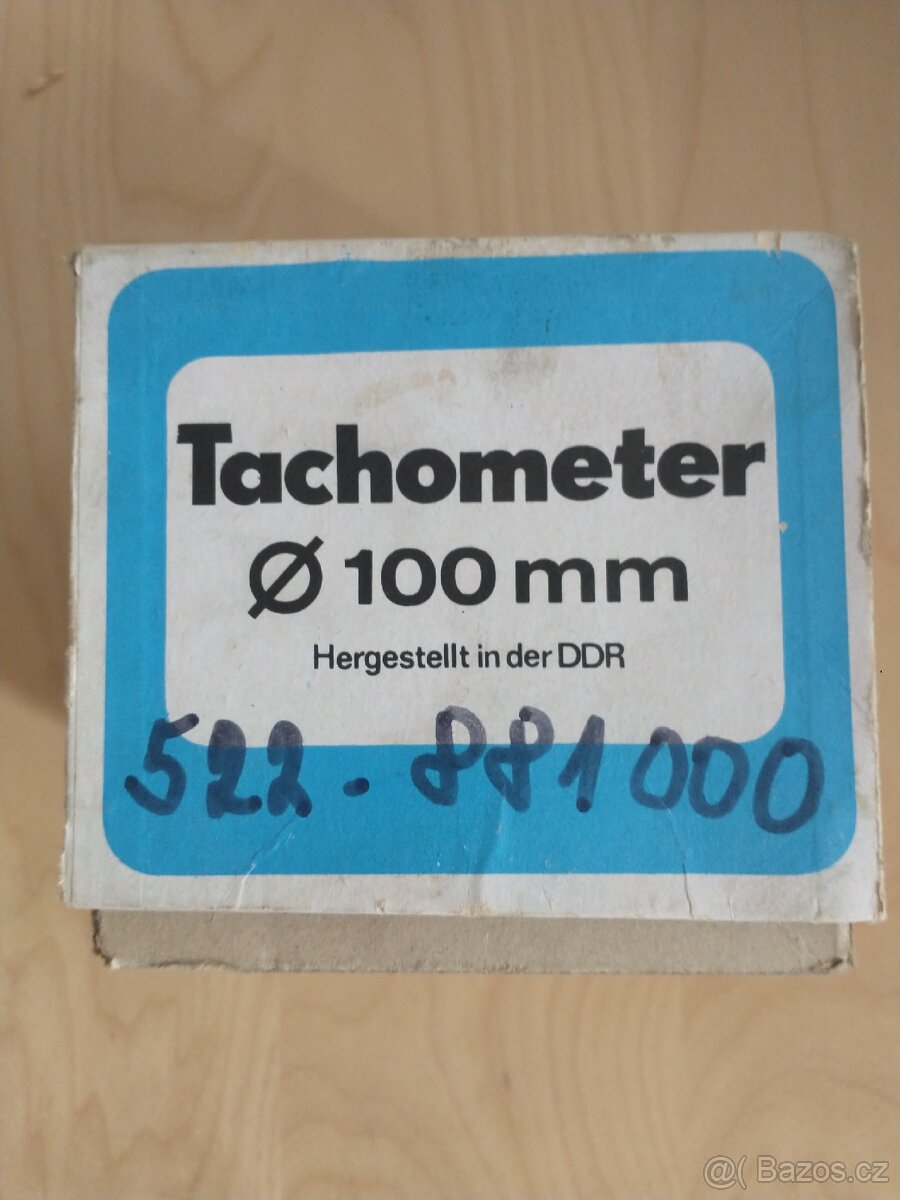 Tachometer
Ø 100 mm
Hergestellt in der DDR
522-881000
@( Bazos.cz